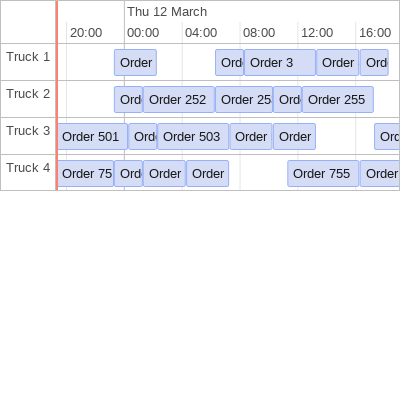 Thu 12 March
20:00 00:00 04:00 08:00 12:00 16:00
Truck 1 Order Ord Order 3 Order Ord
Truck 2 Ord Order 252 Order 25 Ord Order 255
Truck 3 Order 501 Ord Order 503 Order Order Ord
Truck 4 Order 75 Ord Order Order Order 755 Order